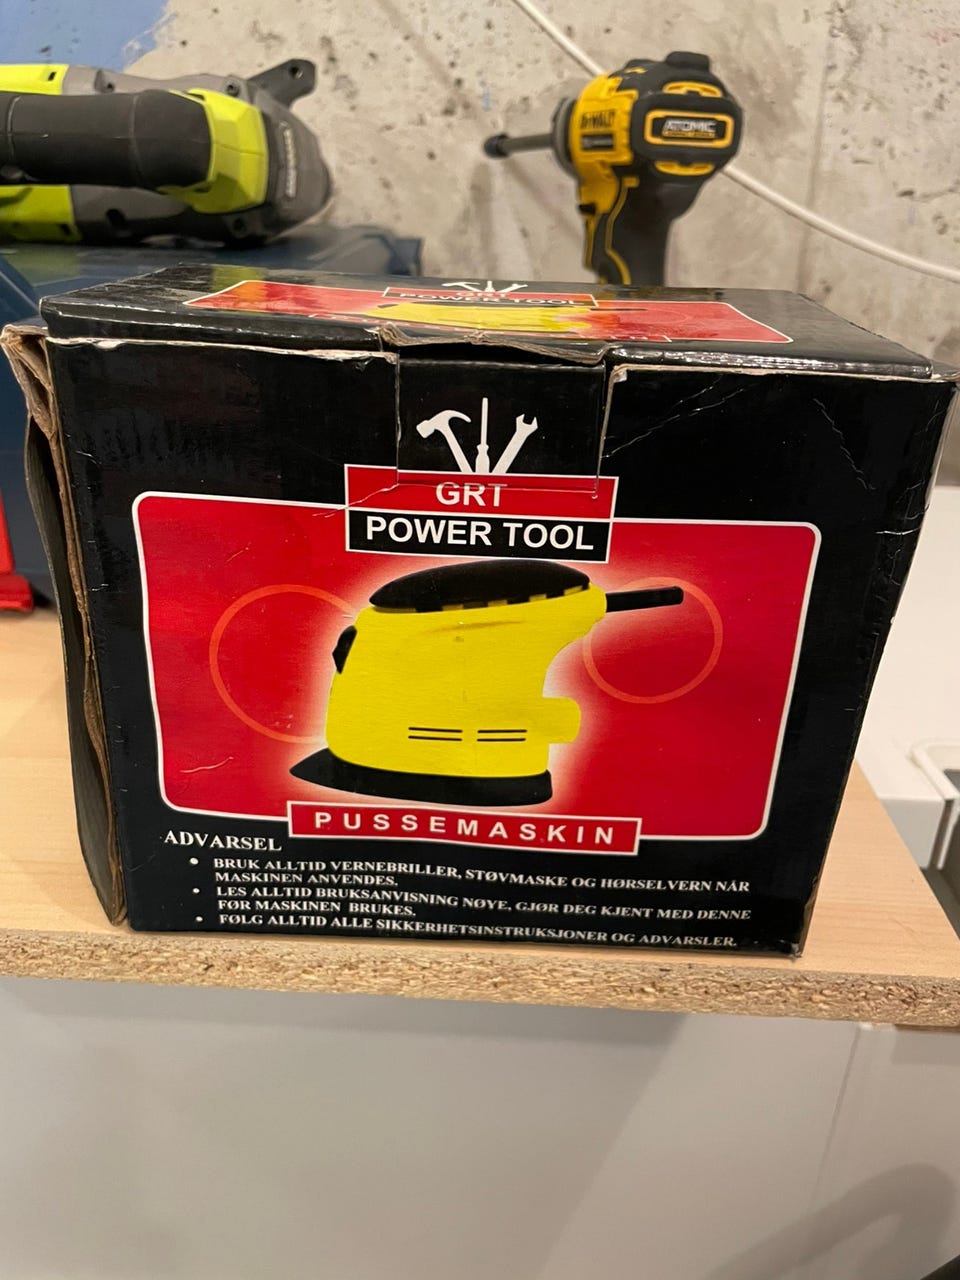 DEWALT
ATOMIC
GRT
POWER TOOL
GRT
POWER TOOL
PUSSEMASKIN
ADVARSEL
• BRUK ALLTID VERNEBRILLER, STØVMASKE OG HØRSELVERN NÅR
MASKINEN ANVENDES.
• LES ALLTID BRUKSANVISNING NØYE, GJØR DEG KJENT MED DENNE
FØR MASKINEN BRUKES.
• FØLG ALLTID ALLE SIKKERHETSINSTRUKSJONER OG ADVARSLER.